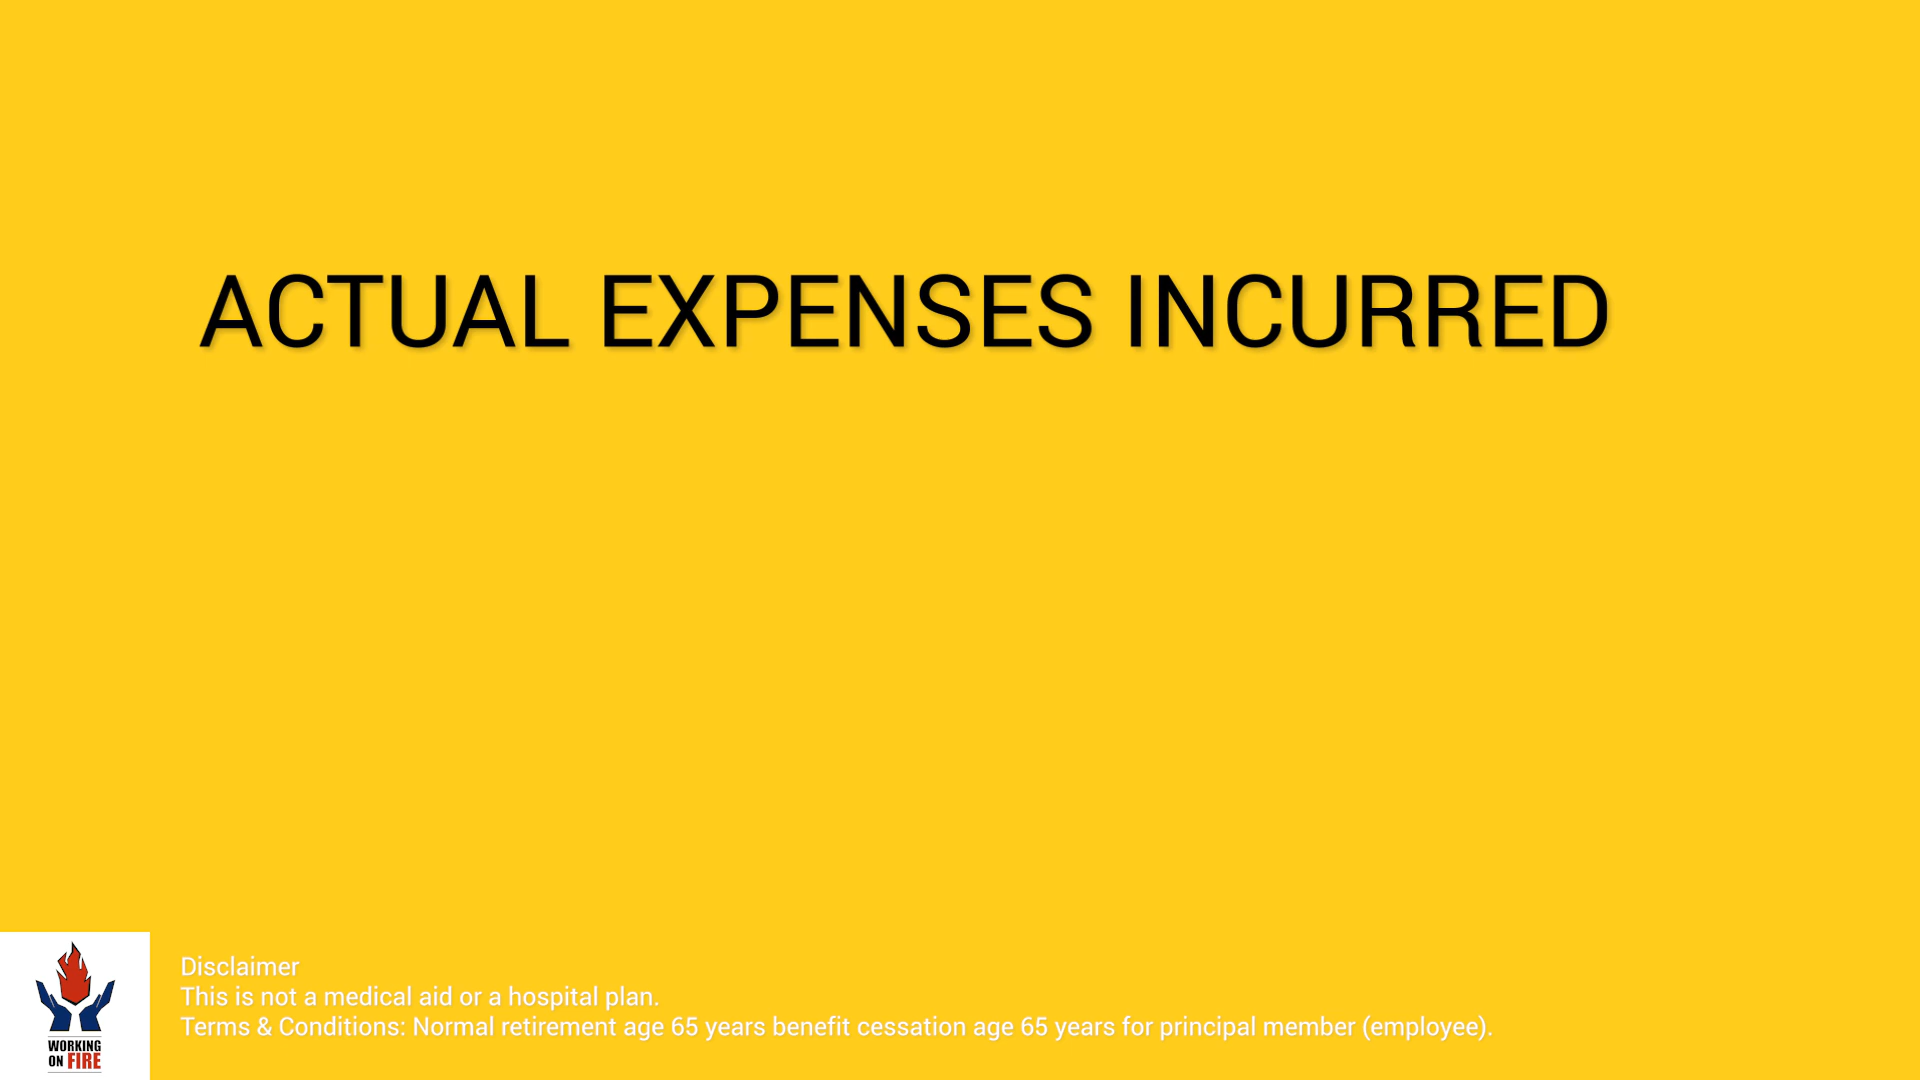 ACTUAL EXPENSES INCURRED
Disclaimer
This is not a medical aid or a hospital plan.
Terms & Conditions: Normal retirement age 65 years benefit cessation age 65 years for principal member (employee).
WORKING
ON FIRE